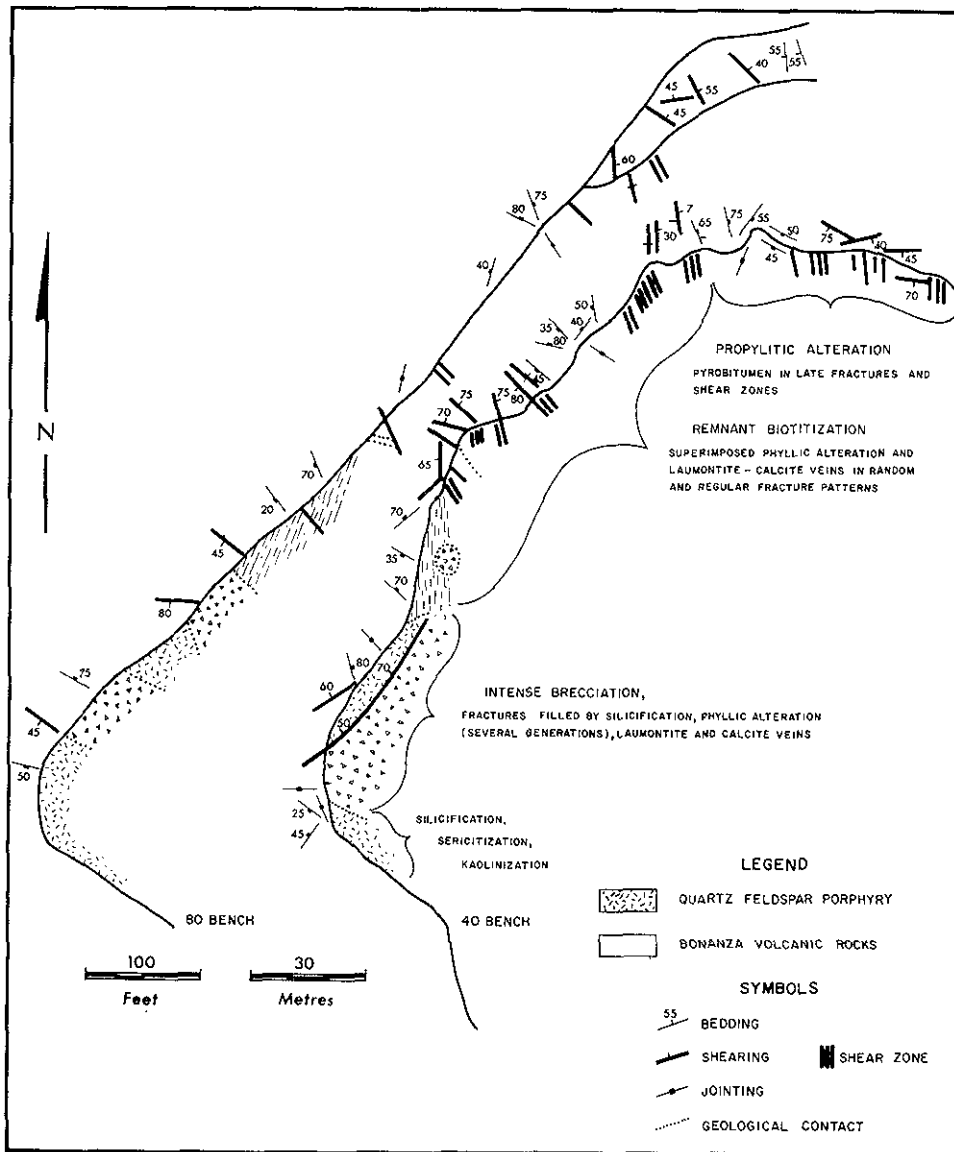 55
55
40
45
55
45
60
75
80
7
30
65
75
55
50
45
75
40
45
70
40
50
40
35
80
45
80
75
75
70
65
70
20
70
45
35
70
80
N
PROPYLITIC ALTERATION
PYROBITUMEN IN LATE FRACTURES AND
SHEAR ZONES
REMNANT BIOTITIZATION
SUPERIMPOSED PHYLLIC ALTERATION AND
LAUMONTITE - CALCITE VEINS IN RANDOM
AND REGULAR FRACTURE PATTERNS
75
45
50
80
70
60
50
INTENSE BRECCIATION,
FRACTURES FILLED BY SILICIFICATION, PHYLLIC ALTERATION
(SEVERAL GENERATIONS), LAUMONTITE AND CALCITE VEINS
25
45
SILICIFICATION,
SERICITIZATION,
KAOLINIZATION
80 BENCH
40 BENCH
100
Feet
30
Metres
LEGEND
QUARTZ FELDSPAR PORPHYRY
BONANZA VOLCANIC ROCKS
SYMBOLS
55
BEDDING
SHEARING
SHEAR ZONE
JOINTING
GEOLOGICAL CONTACT